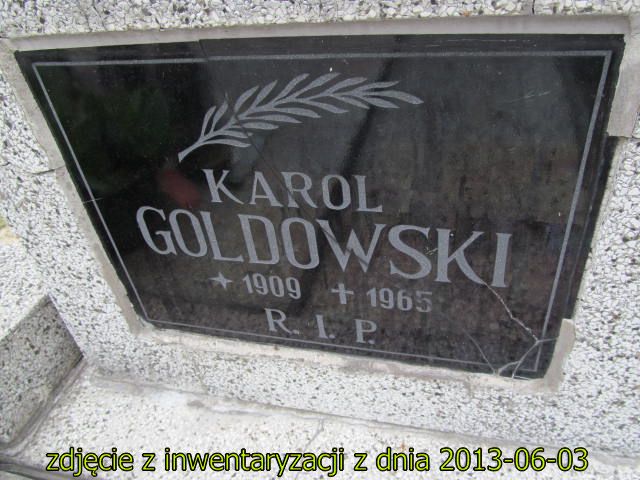 KAROL
GOLDOWSKI
* 1909 + 1965
R. I. P.
zdjęcie z inwentaryzacji z dnia 2013-06-03